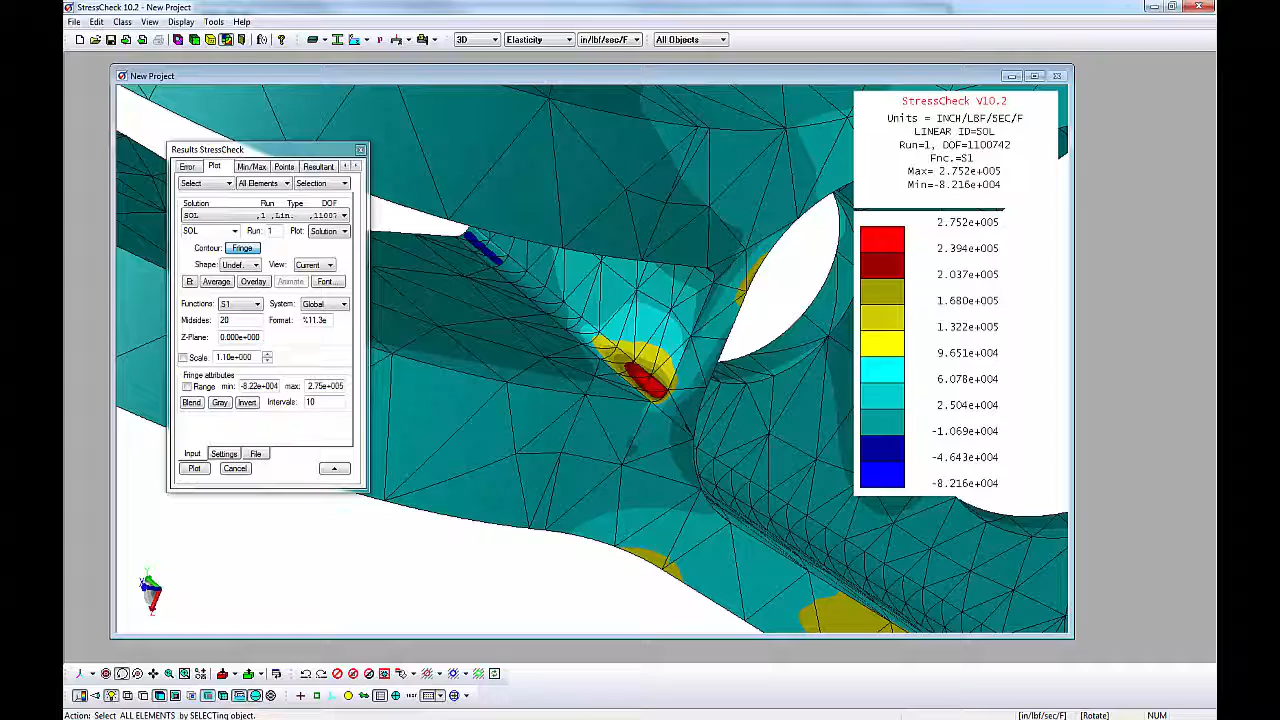 StressCheck 10.2 - New Project
File Edit Class View Display Tools Help
3D Elasticity in/lbf/sec/F All Objects
New Project
StressCheck V10.2
Units = INCH/LBF/SEC/F
LINEAR ID=SOL
Run=1, DOF=1100742
Fnc.=S1
Max= 2.752e+005
Min=-8.216e+004
2.752e+005
2.394e+005
2.037e+005
1.680e+005
1.322e+005
9.651e+004
6.078e+004
2.504e+004
-1.069e+004
-4.643e+004
-8.216e+004
Results StressCheck
Error Plot Min/Max Points Resultant
Select All Elements Selection
Solution Run Type DOF
SOL ,1 ,Lin. ,11007
SOL Run: 1 Plot: Solution
Contour: Fringe
Shape: Undef. View: Current
Et Average Overlay Animate Font...
Functions: S1 System: Global
Midsides: 20 Format: %11.3e
Z-Plane: 0.000e+000
Scale: 1.10e+000
Fringe attributes
Range min: -8.22e+004 max: 2.75e+005
Blend Gray Invert Intervals: 10
Input Settings File
Plot Cancel
Action: Select ALL ELEMENTS by SELECTing object. [in/lbf/sec/F] [Rotate] NUM